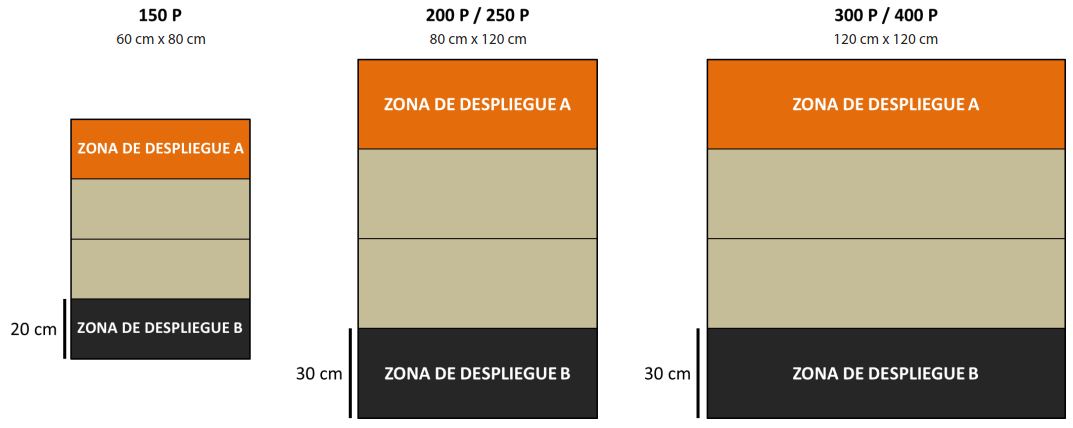 150 P
60 cm x 80 cm
ZONA DE DESPLIEGUE A
20 cm
ZONA DE DESPLIEGUE B
200 P / 250 P
80 cm x 120 cm
ZONA DE DESPLIEGUE A
30 cm
ZONA DE DESPLIEGUE B
300 P / 400 P
120 cm x 120 cm
ZONA DE DESPLIEGUE A
30 cm
ZONA DE DESPLIEGUE B